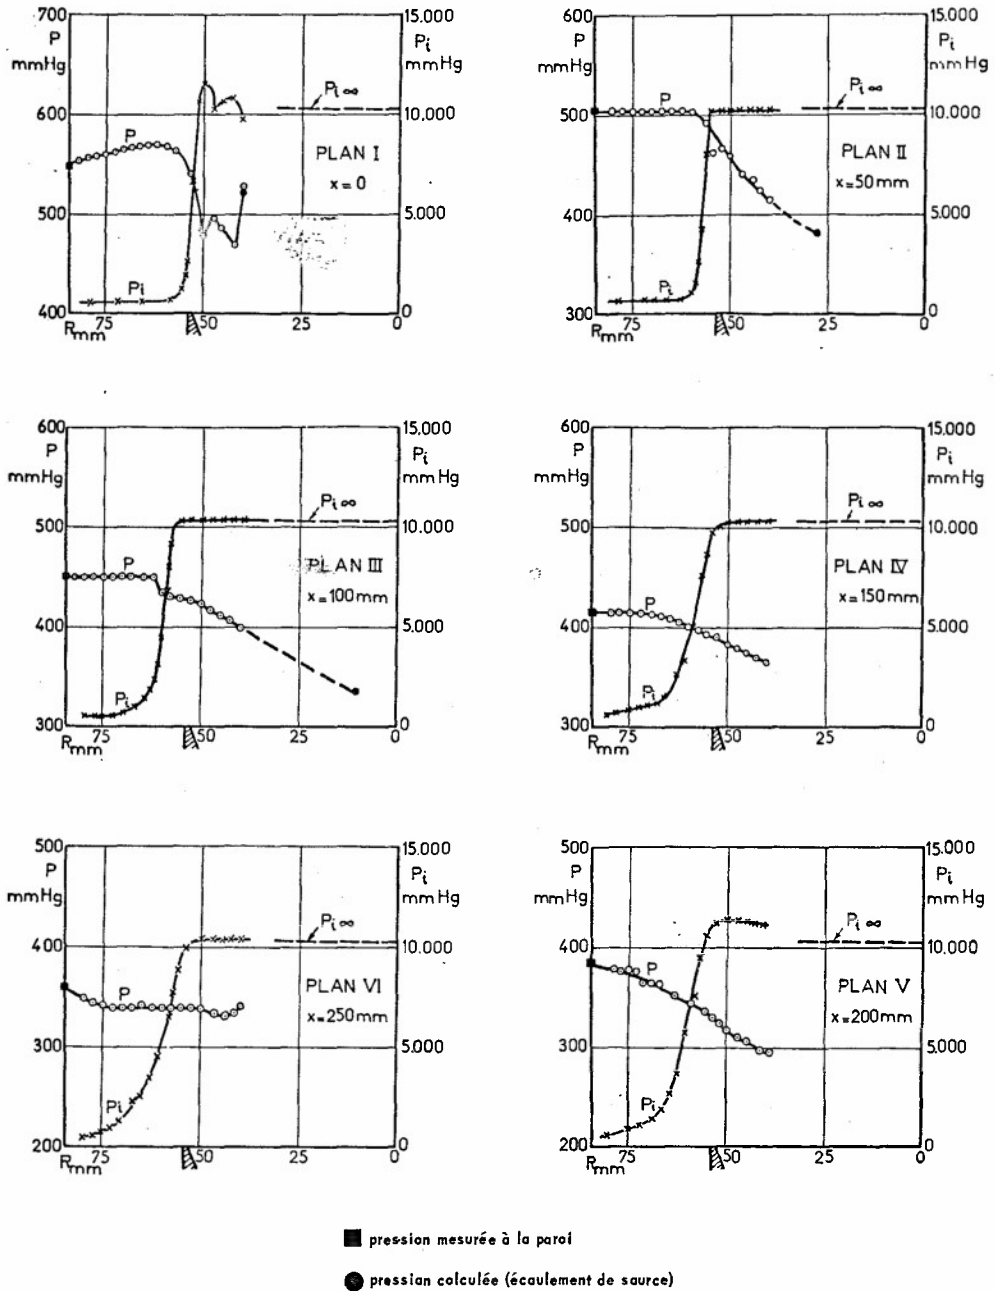 700
P
mmHg
600
500
400
15.000
Pi
mmHg
Pi∞
10.000
5.000
0
P
PLAN I
x=0
Pi
Rmm
75
50
25
0
600
P
mmHg
500
400
300
15.000
Pi
mmHg
Pi∞
10.000
5.000
0
P
PLAN II
x=50mm
Pi
Rmm
75
50
25
0
600
P
mmHg
500
400
300
15.000
Pi
mmHg
Pi∞
10.000
5.000
0
P
PLAN III
x=100mm
Pi
Rmm
75
50
25
0
600
P
mmHg
500
400
300
15.000
Pi
mmHg
Pi∞
10.000
5.000
0
P
PLAN IV
x=150mm
Pi
Rmm
75
50
25
0
500
P
mmHg
400
300
200
15.000
Pi
mmHg
Pi∞
10.000
5.000
0
P
PLAN VI
x=250mm
Pi
Rmm
75
50
25
0
500
P
mmHg
400
300
200
15.000
Pi
mmHg
Pi∞
10.000
5.000
0
P
PLAN V
x=200mm
Pi
Rmm
75
50
25
0
pression mesurée à la paroi
pression calculée (écaulement de saurce)